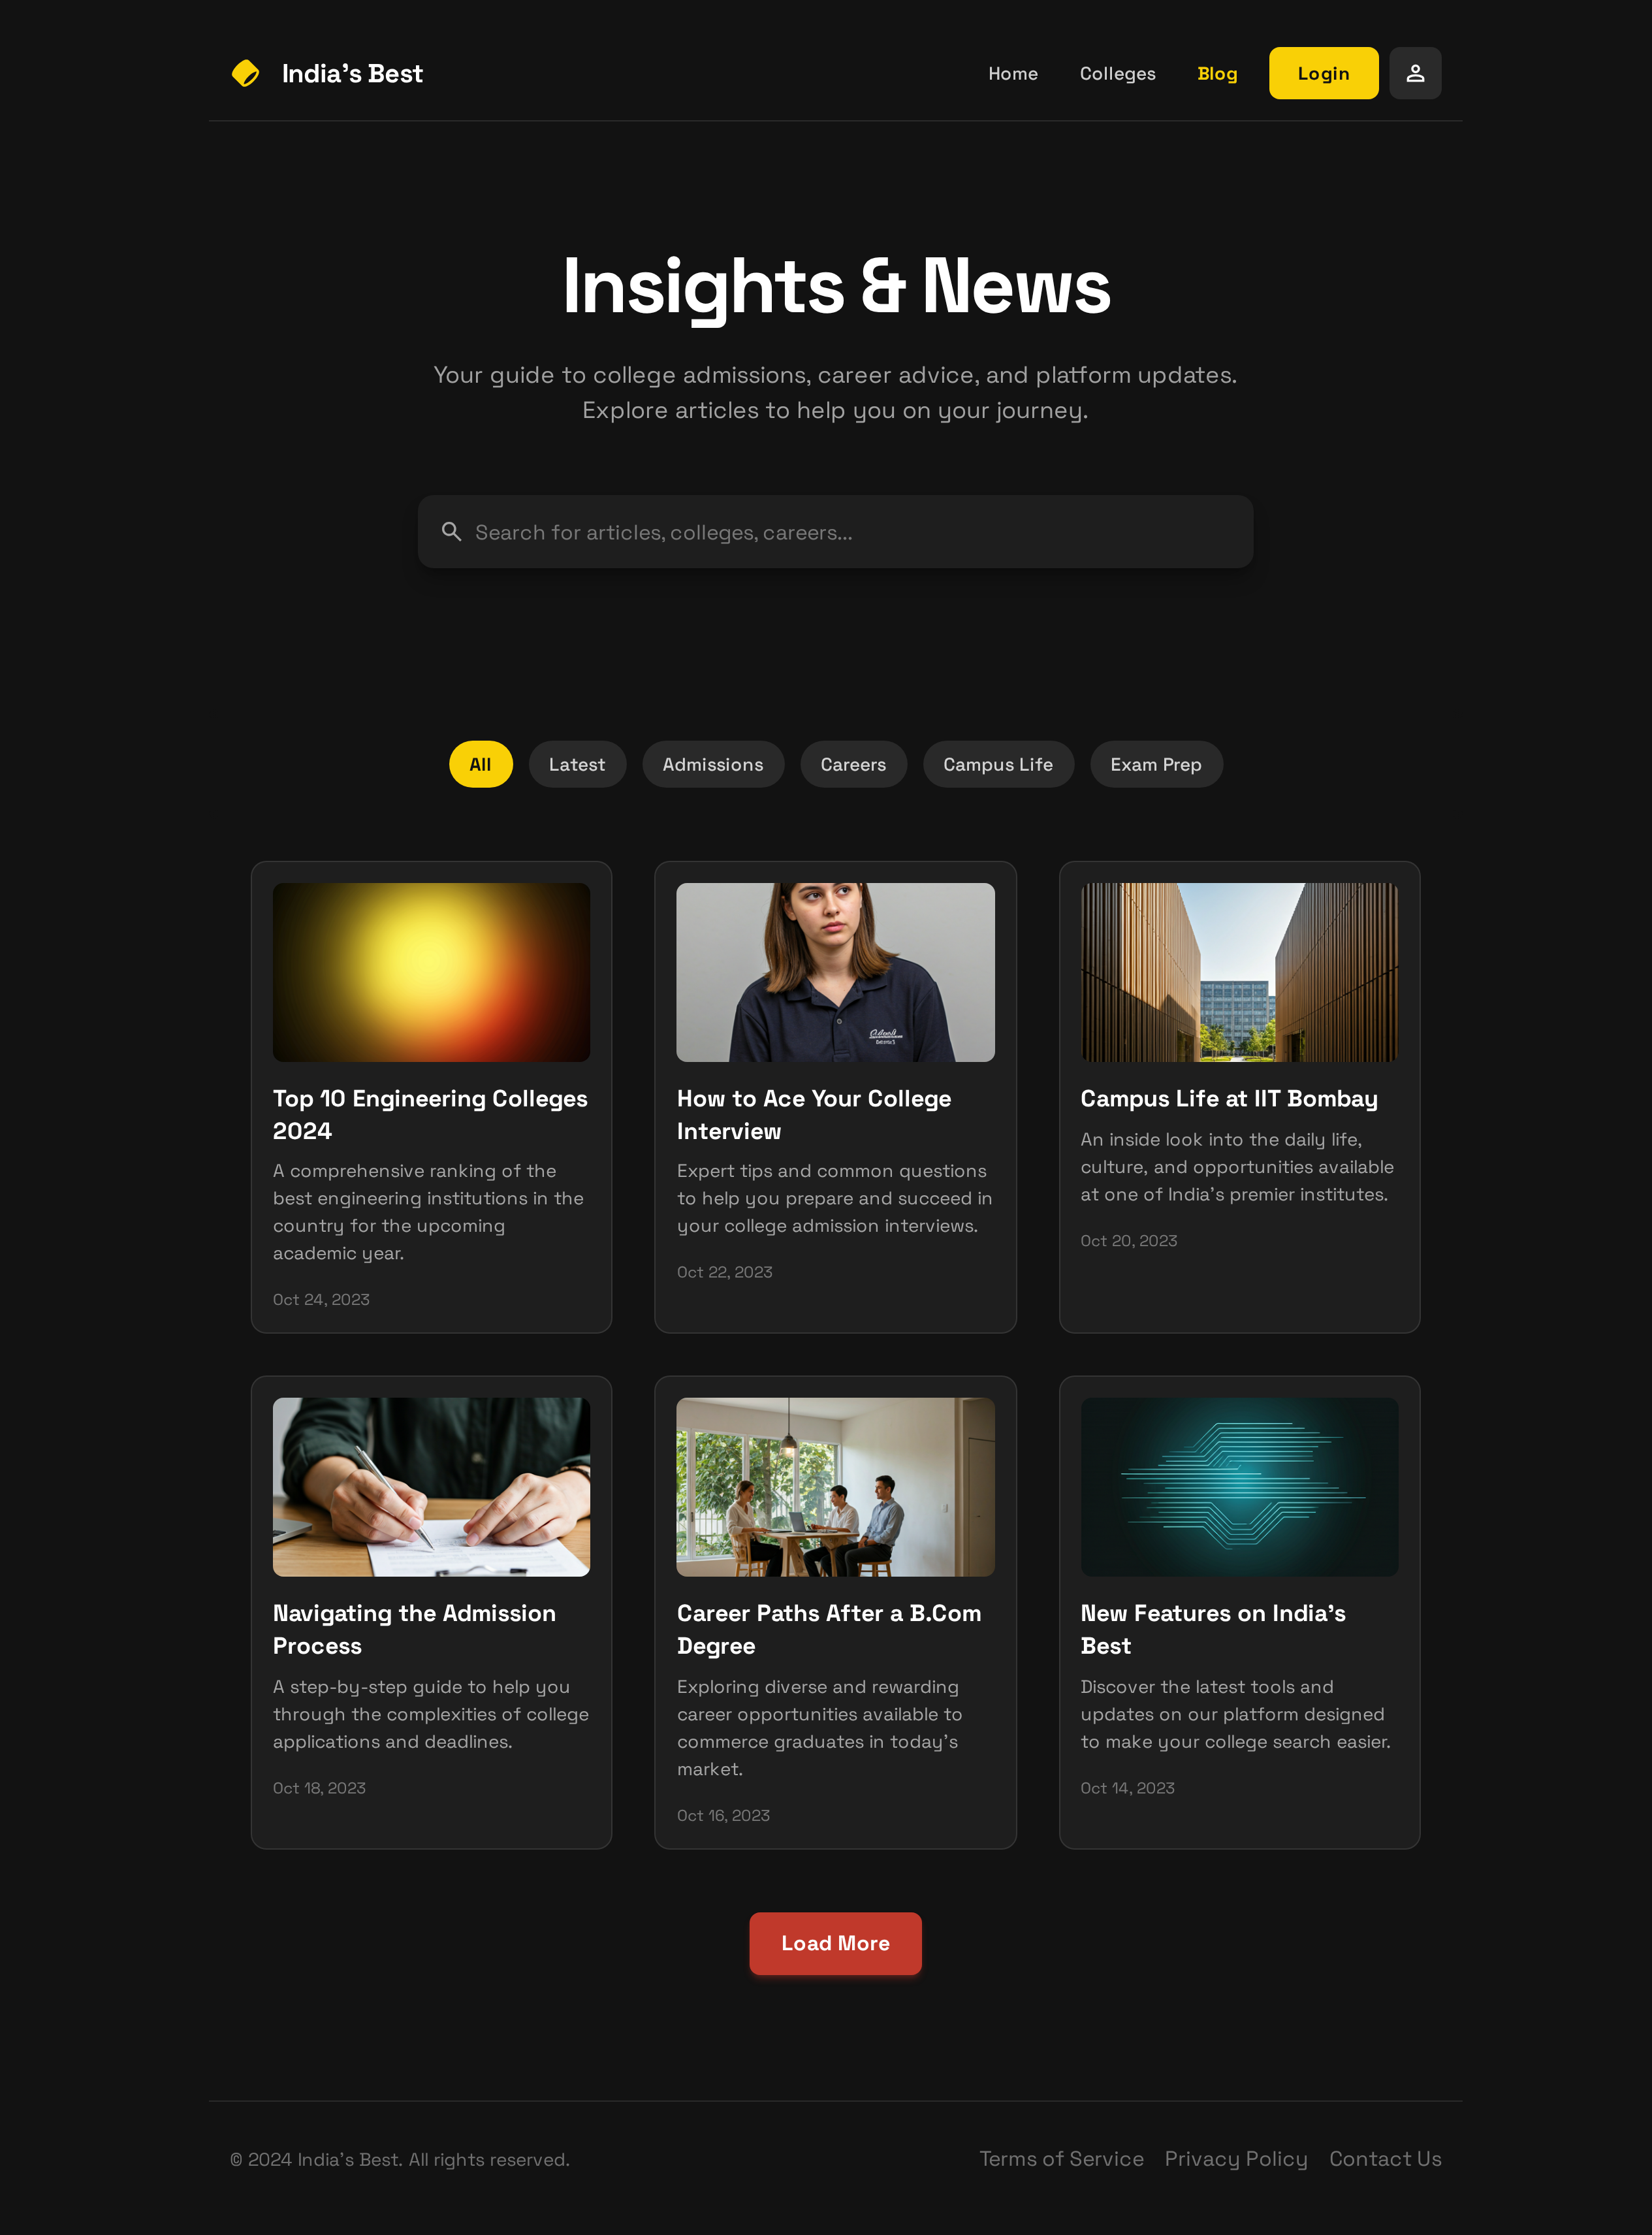 India's Best
Home
Colleges
Blog
Login
Insights & News
Your guide to college admissions, career advice, and platform updates.
Explore articles to help you on your journey.
Search for articles, colleges, careers...
All
Latest
Admissions
Careers
Campus Life
Exam Prep
Top 10 Engineering Colleges
2024
A comprehensive ranking of the
best engineering institutions in the
country for the upcoming
academic year.
Oct 24, 2023
How to Ace Your College
Interview
Expert tips and common questions
to help you prepare and succeed in
your college admission interviews.
Oct 22, 2023
Campus Life at IIT Bombay
An inside look into the daily life,
culture, and opportunities available
at one of India's premier institutes.
Oct 20, 2023
Navigating the Admission
Process
A step-by-step guide to help you
through the complexities of college
applications and deadlines.
Oct 18, 2023
Career Paths After a B.Com
Degree
Exploring diverse and rewarding
career opportunities available to
commerce graduates in today's
market.
Oct 16, 2023
New Features on India's
Best
Discover the latest tools and
updates on our platform designed
to make your college search easier.
Oct 14, 2023
Load More
© 2024 India's Best. All rights reserved.
Terms of Service
Privacy Policy
Contact Us